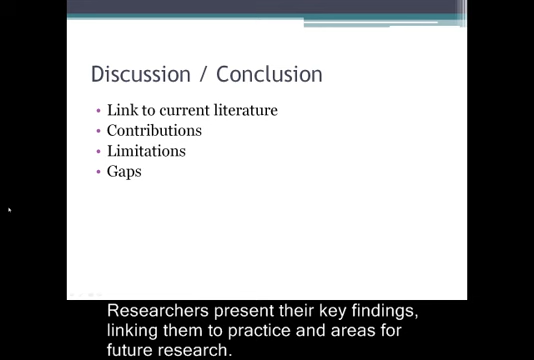 Discussion / Conclusion
• Link to current literature
• Contributions
• Limitations
• Gaps
Researchers present their key findings,
linking them to practice and areas for
future research.